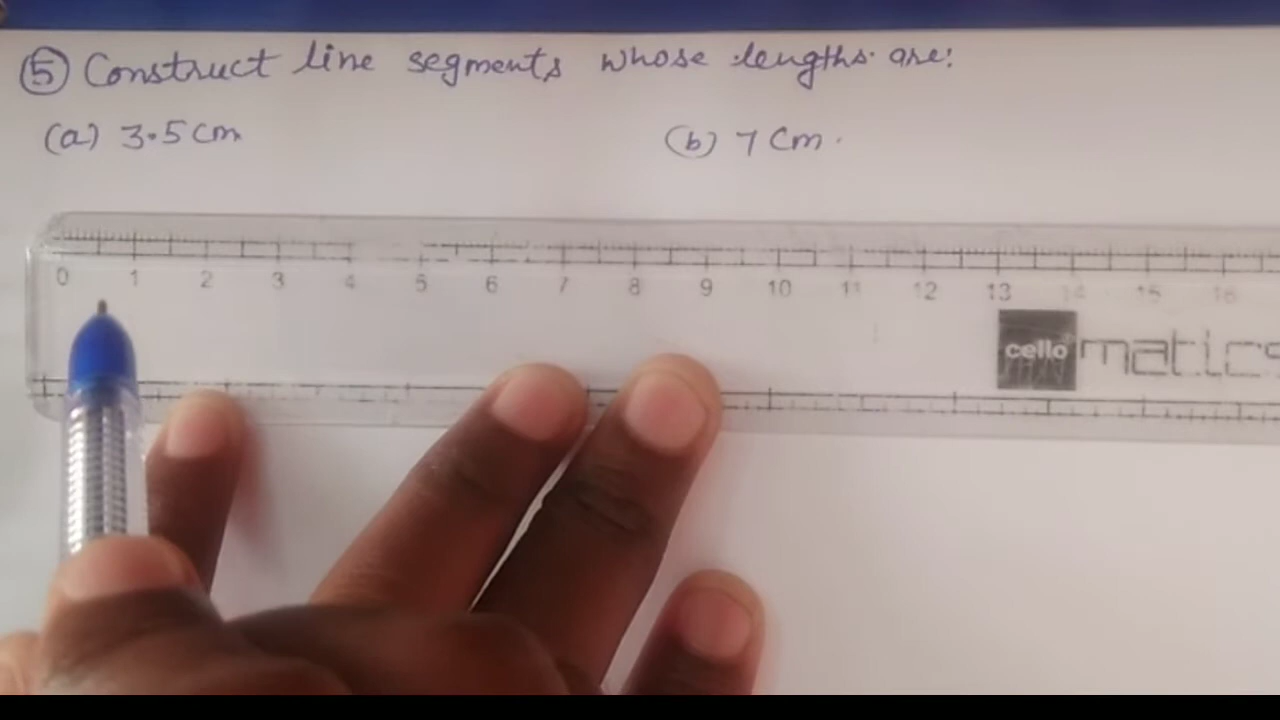 (5) Construct line segments whose lengths are:
(a) 3.5 cm (b) 7 cm.
0 1 2 3 4 5 6 7 8 9 10 11 12 13 14 15 16
cello matics